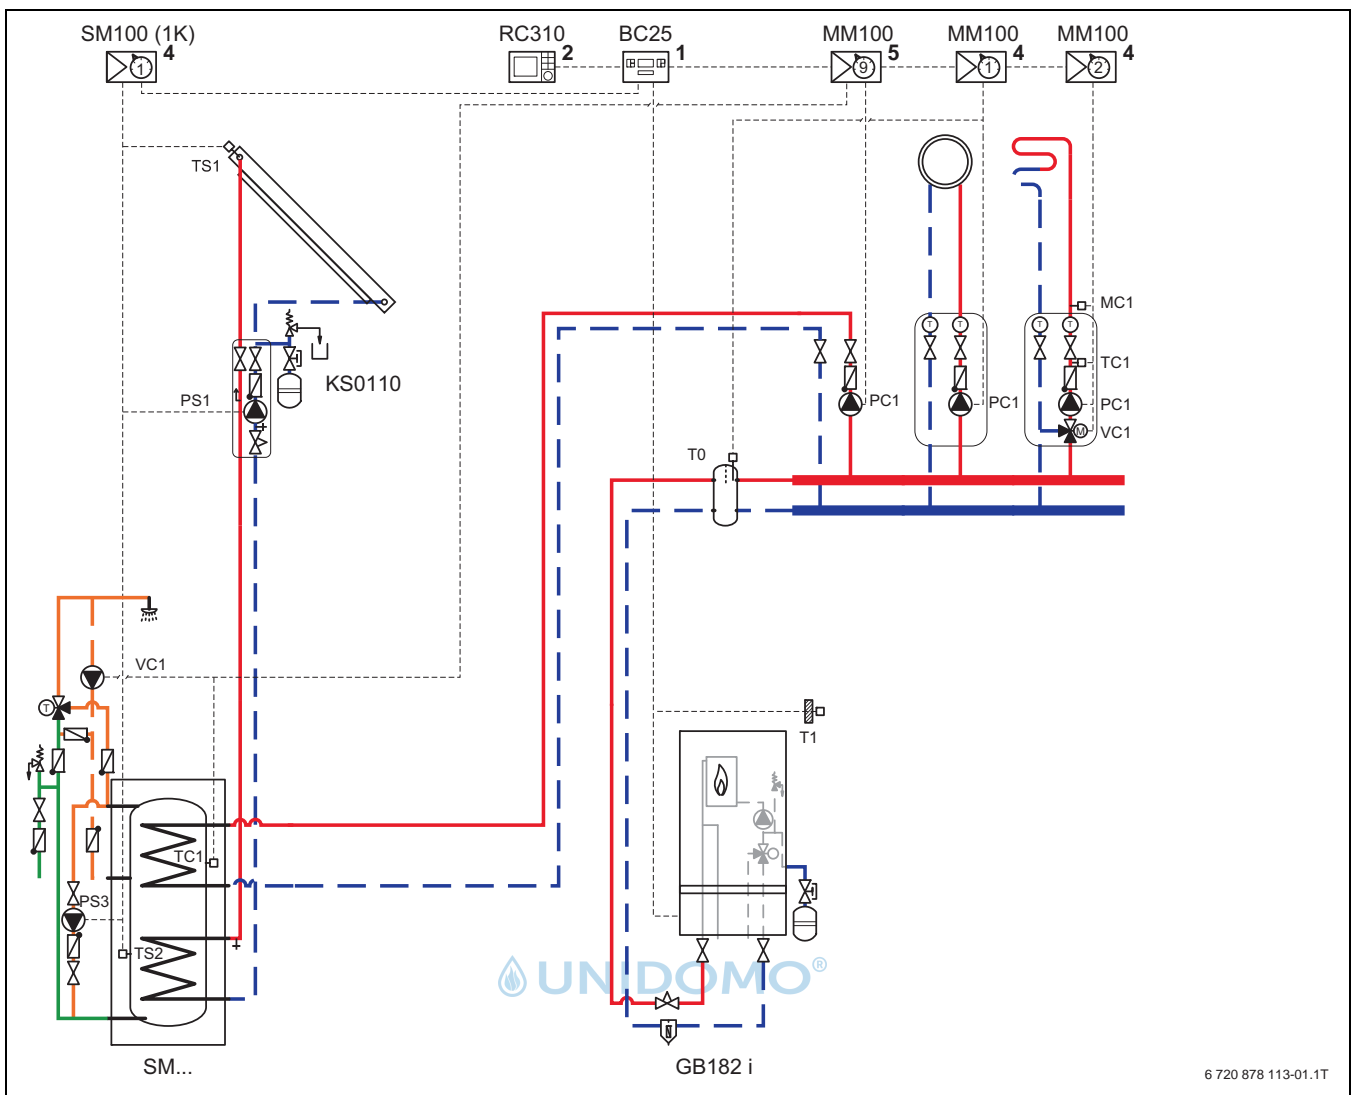 SM100 (1K) RC310 BC25 MM100 MM100 MM100
4 2 1 5 4 4
1 9 1 2
TS1
MC1
T T T T
TC1
KS0110
PS1 PC1 PC1 PC1
M VC1
T0
VC1
T
T1
TC1
PS3
TS2
UNIDOMO®
SM... GB182 i
6 720 878 113-01.1T